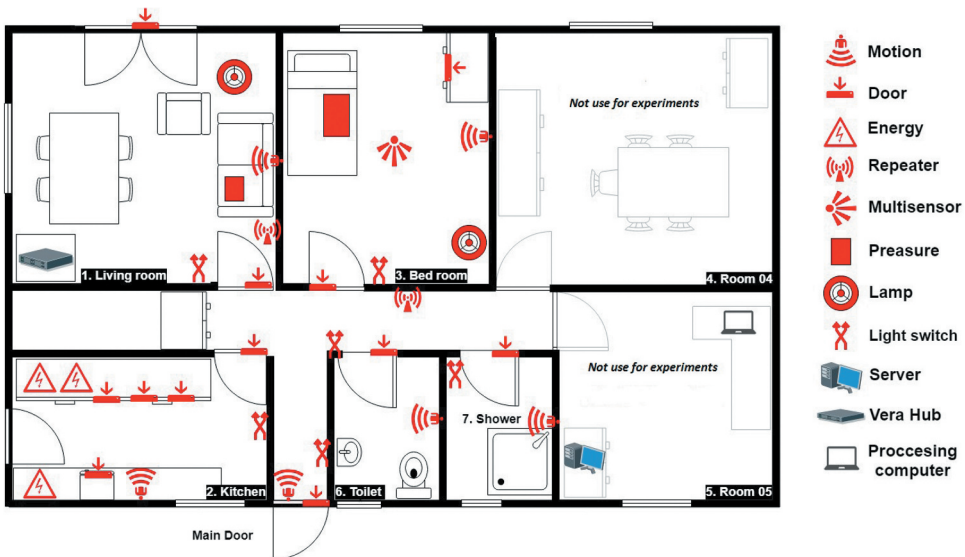 Not use for experiments
1. Living room
3. Bed room
4. Room 04
Not use for experiments
7. Shower
2. Kitchen
6. Toilet
5. Room 05
Main Door
Motion
Door
Energy
Repeater
Multisensor
Preasure
Lamp
Light switch
Server
Vera Hub
Proccesing
computer